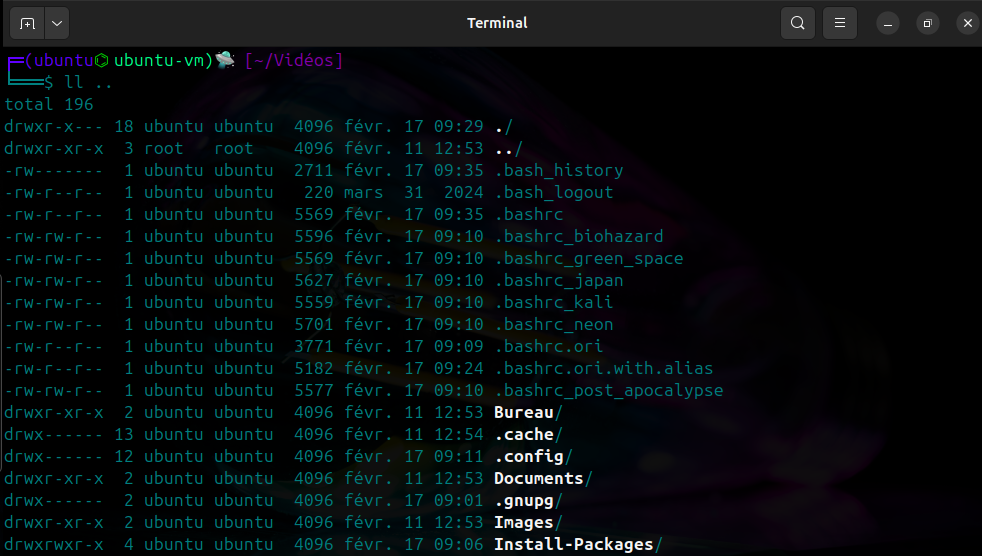 Terminal
╔═(ubuntu⌬ ubuntu-vm)🛸 [~/Vidéos]
╚═══$ ll ..
total 196
drwxr-x--- 18 ubuntu ubuntu  4096 févr. 17 09:29 ./
drwxr-xr-x  3 root   root    4096 févr. 11 12:53 ../
-rw-------  1 ubuntu ubuntu  2711 févr. 17 09:35 .bash_history
-rw-r--r--  1 ubuntu ubuntu   220 mars  31  2024 .bash_logout
-rw-r--r--  1 ubuntu ubuntu  5569 févr. 17 09:35 .bashrc
-rw-rw-r--  1 ubuntu ubuntu  5596 févr. 17 09:10 .bashrc_biohazard
-rw-rw-r--  1 ubuntu ubuntu  5569 févr. 17 09:10 .bashrc_green_space
-rw-rw-r--  1 ubuntu ubuntu  5627 févr. 17 09:10 .bashrc_japan
-rw-rw-r--  1 ubuntu ubuntu  5559 févr. 17 09:10 .bashrc_kali
-rw-rw-r--  1 ubuntu ubuntu  5701 févr. 17 09:10 .bashrc_neon
-rw-r--r--  1 ubuntu ubuntu  3771 févr. 17 09:09 .bashrc.ori
-rw-r--r--  1 ubuntu ubuntu  5182 févr. 17 09:24 .bashrc.ori.with.alias
-rw-rw-r--  1 ubuntu ubuntu  5577 févr. 17 09:10 .bashrc_post_apocalypse
drwxr-xr-x  2 ubuntu ubuntu  4096 févr. 11 12:53 Bureau/
drwx------ 13 ubuntu ubuntu  4096 févr. 11 12:54 .cache/
drwx------ 12 ubuntu ubuntu  4096 févr. 17 09:11 .config/
drwxr-xr-x  2 ubuntu ubuntu  4096 févr. 11 12:53 Documents/
drwx------  2 ubuntu ubuntu  4096 févr. 17 09:01 .gnupg/
drwxr-xr-x  2 ubuntu ubuntu  4096 févr. 11 12:53 Images/
drwxrwxr-x  4 ubuntu ubuntu  4096 févr. 17 09:06 Install-Packages/